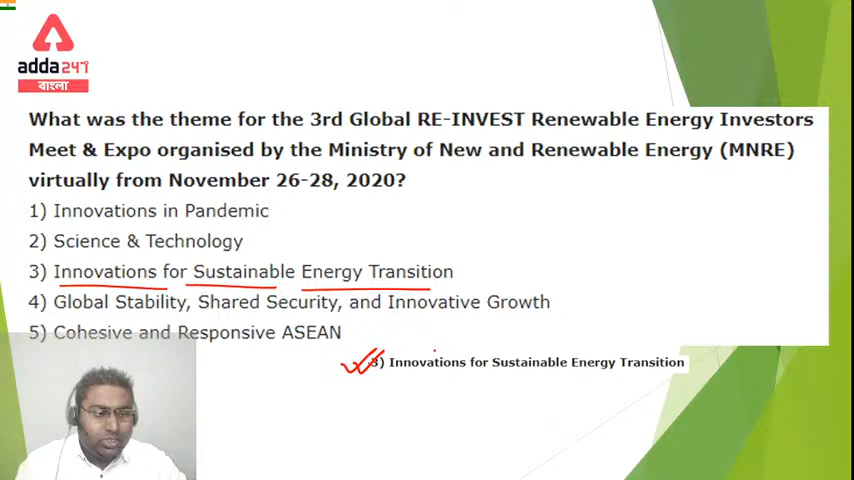 adda247
বাংলা
What was the theme for the 3rd Global RE-INVEST Renewable Energy Investors
Meet & Expo organised by the Ministry of New and Renewable Energy (MNRE)
virtually from November 26-28, 2020?
1) Innovations in Pandemic
2) Science & Technology
3) Innovations for Sustainable Energy Transition
4) Global Stability, Shared Security, and Innovative Growth
5) Cohesive and Responsive ASEAN
3) Innovations for Sustainable Energy Transition